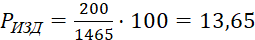 Р_ИЗД = 200/1465 · 100 = 13,65